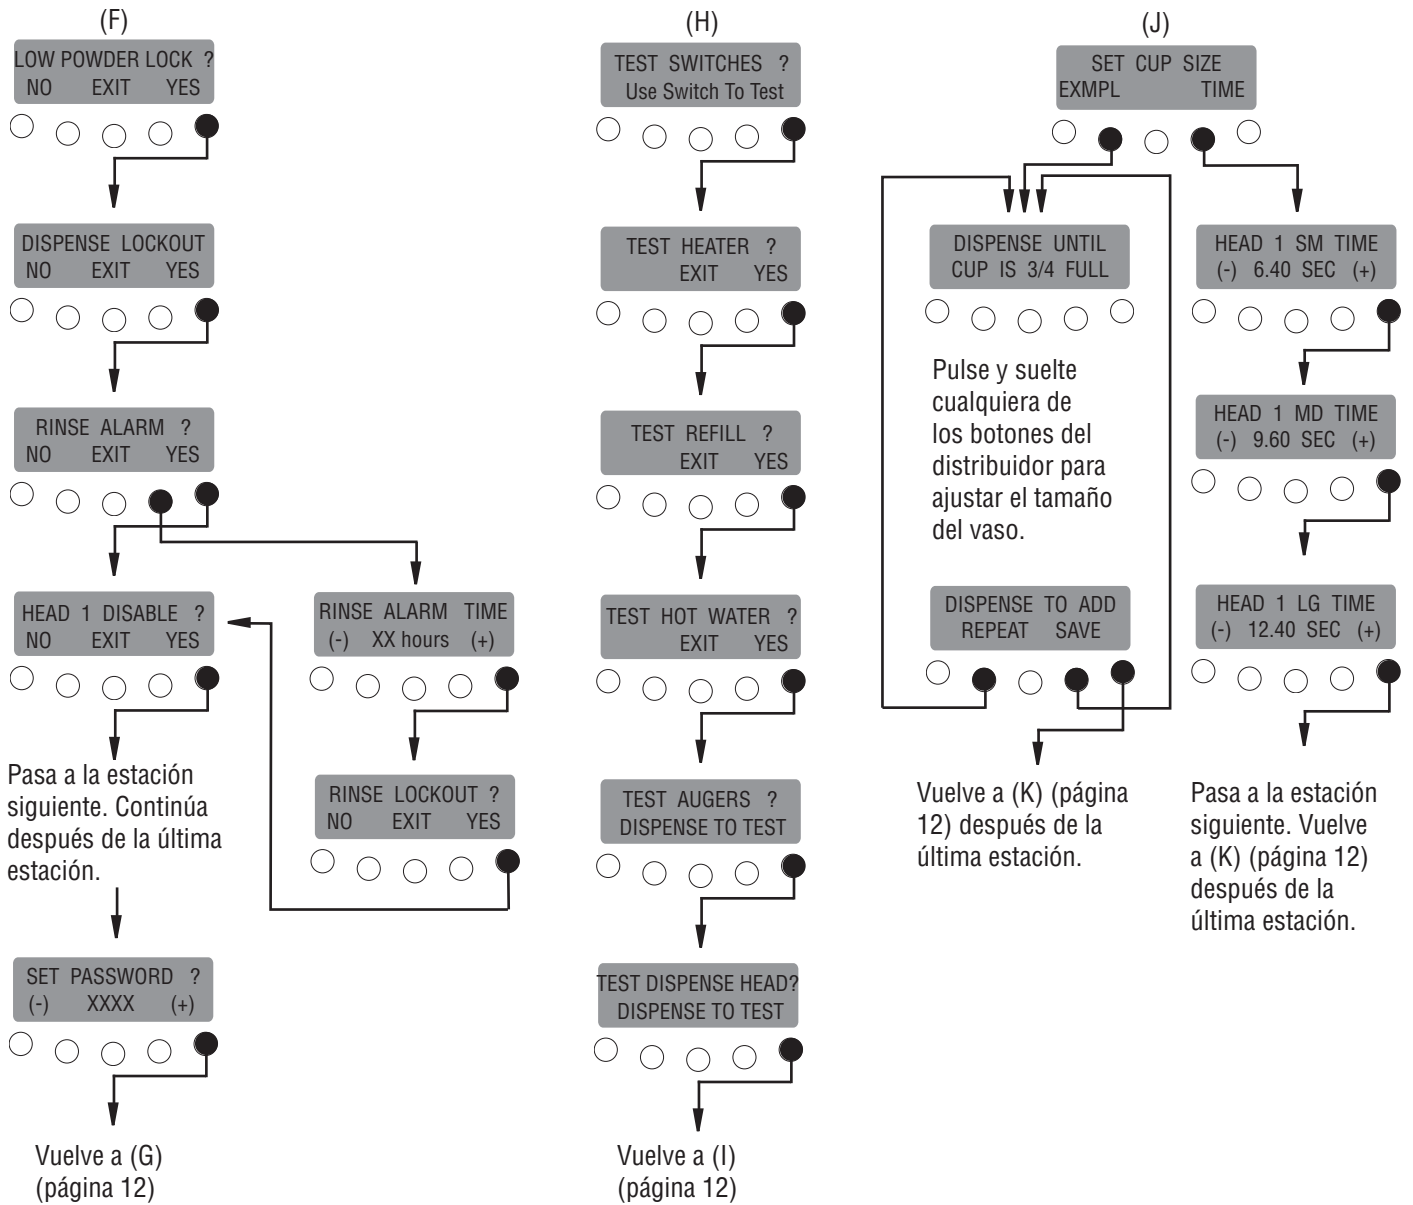 (F)
LOW POWDER LOCK ?
NO EXIT YES
DISPENSE LOCKOUT
NO EXIT YES
RINSE ALARM ?
NO EXIT YES
HEAD 1 DISABLE ?
NO EXIT YES
RINSE ALARM TIME
(-) XX hours (+)
RINSE LOCKOUT ?
NO EXIT YES
Pasa a la estación
siguiente. Continúa
después de la última
estación.
SET PASSWORD ?
(-) XXXX (+)
Vuelve a (G)
(página 12)
(H)
TEST SWITCHES ?
Use Switch To Test
TEST HEATER ?
EXIT YES
TEST REFILL ?
EXIT YES
TEST HOT WATER ?
EXIT YES
TEST AUGERS ?
DISPENSE TO TEST
TEST DISPENSE HEAD?
DISPENSE TO TEST
Vuelve a (I)
(página 12)
(J)
SET CUP SIZE
EXMPL TIME
DISPENSE UNTIL
CUP IS 3/4 FULL
Pulse y suelte
cualquiera de
los botones del
distribuidor para
ajustar el tamaño
del vaso.
DISPENSE TO ADD
REPEAT SAVE
Vuelve a (K) (página
12) después de la
última estación.
HEAD 1 SM TIME
(-) 6.40 SEC (+)
HEAD 1 MD TIME
(-) 9.60 SEC (+)
HEAD 1 LG TIME
(-) 12.40 SEC (+)
Pasa a la estación
siguiente. Vuelve
a (K) (página 12)
después de la
última estación.